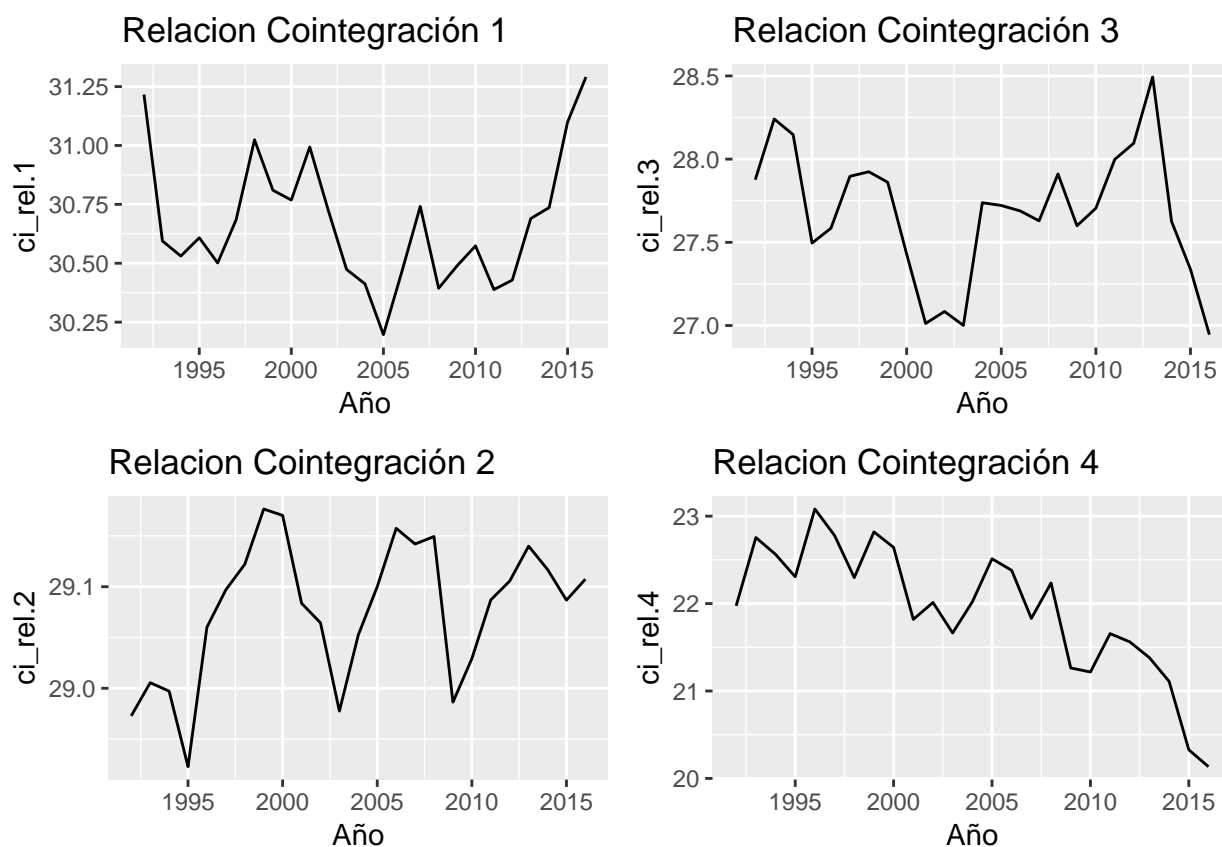 Relacion Cointegración 1
31.25
31.00
30.75
30.50
30.25
ci_rel.1
1995 2000 2005 2010 2015
Año
Relacion Cointegración 3
28.5
28.0
27.5
27.0
ci_rel.3
1995 2000 2005 2010 2015
Año
Relacion Cointegración 2
29.1
29.0
ci_rel.2
1995 2000 2005 2010 2015
Año
Relacion Cointegración 4
23
22
21
20
ci_rel.4
1995 2000 2005 2010 2015
Año